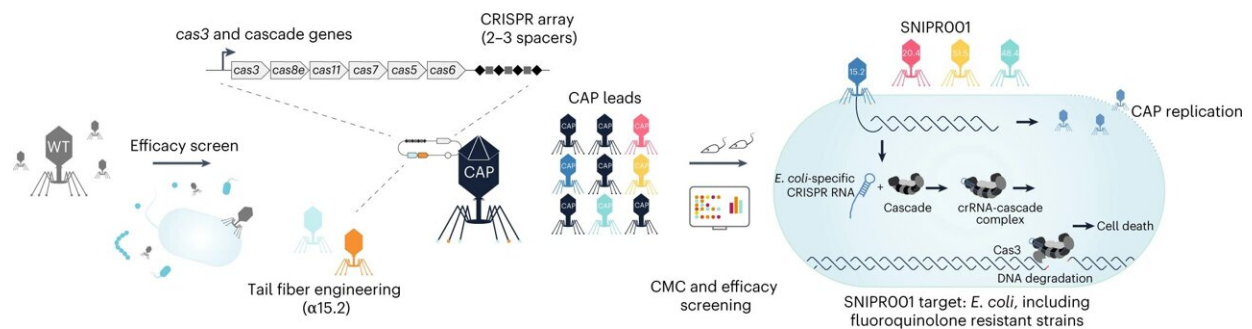 cas3 and cascade genes
CRISPR array
(2–3 spacers)
cas3 cas8e cas11 cas7 cas5 cas6
WT
Efficacy screen
Tail fiber engineering
(α15.2)
CAP
CAP leads
CAP CAP CAP
CAP CAP CAP
CAP CAP CAP
CMC and efficacy
screening
SNIPR001
15.2 20.4 51.5 48.4
CAP replication
E. coli-specific
CRISPR RNA
+
Cascade
crRNA-cascade
complex
Cas3
Cell death
DNA degradation
SNIPR001 target: E. coli, including
fluoroquinolone resistant strains